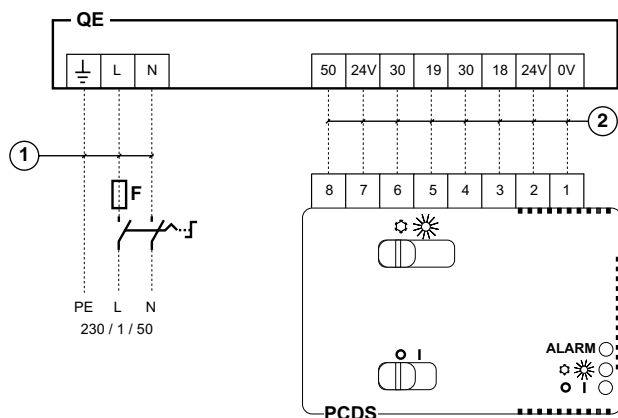 QE
L N
50 24V 30 19 30 18 24V 0V
1
2
F
8 7 6 5 4 3 2 1
PE L N
230 / 1 / 50
O I
ALARM
O I
PCDS